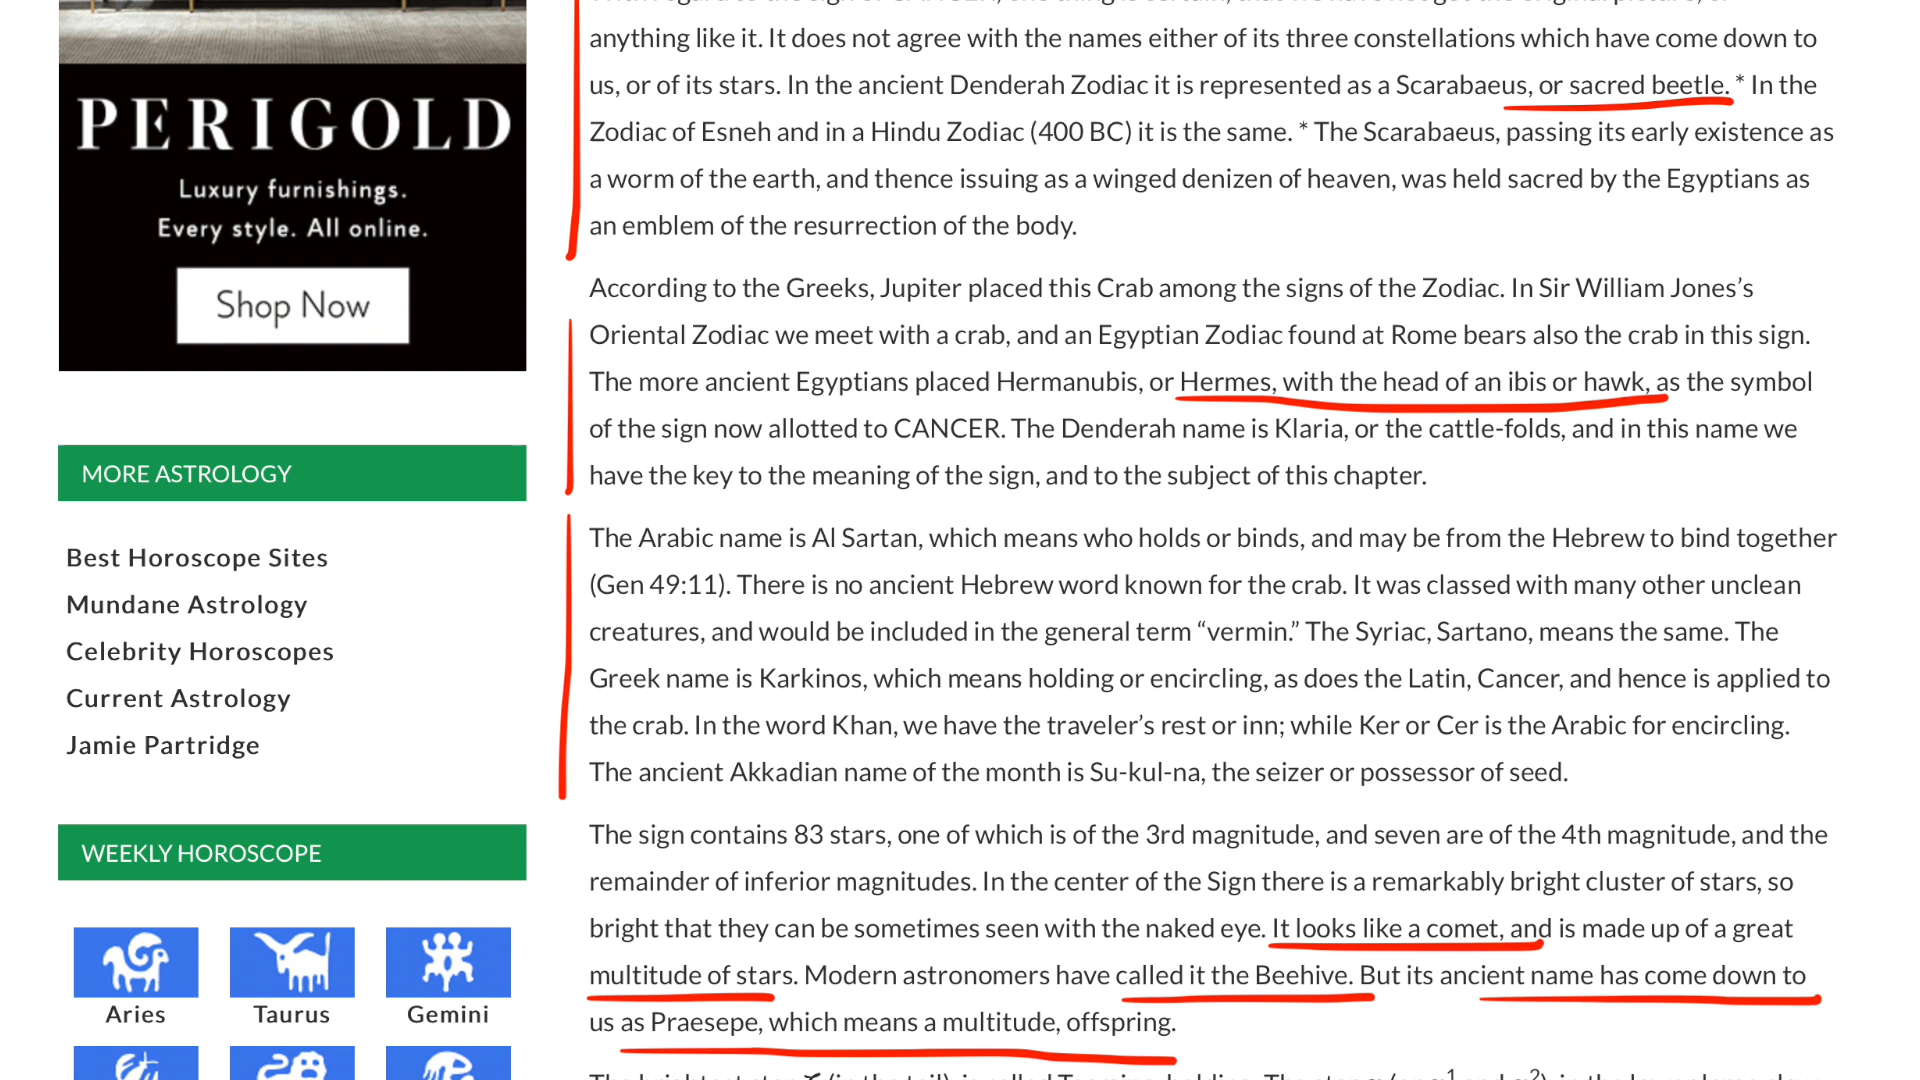 PERIGOLD
Luxury furnishings.
Every style. All online.
Shop Now
MORE ASTROLOGY
Best Horoscope Sites
Mundane Astrology
Celebrity Horoscopes
Current Astrology
Jamie Partridge
WEEKLY HOROSCOPE
Aries
Taurus
Gemini
anything like it. It does not agree with the names either of its three constellations which have come down to
us, or of its stars. In the ancient Denderah Zodiac it is represented as a Scarabaeus, or sacred beetle. * In the
Zodiac of Esneh and in a Hindu Zodiac (400 BC) it is the same. * The Scarabaeus, passing its early existence as
a worm of the earth, and thence issuing as a winged denizen of heaven, was held sacred by the Egyptians as
an emblem of the resurrection of the body.
According to the Greeks, Jupiter placed this Crab among the signs of the Zodiac. In Sir William Jones’s
Oriental Zodiac we meet with a crab, and an Egyptian Zodiac found at Rome bears also the crab in this sign.
The more ancient Egyptians placed Hermanubis, or Hermes, with the head of an ibis or hawk, as the symbol
of the sign now allotted to CANCER. The Denderah name is Klaria, or the cattle-folds, and in this name we
have the key to the meaning of the sign, and to the subject of this chapter.
The Arabic name is Al Sartan, which means who holds or binds, and may be from the Hebrew to bind together
(Gen 49:11). There is no ancient Hebrew word known for the crab. It was classed with many other unclean
creatures, and would be included in the general term “vermin.” The Syriac, Sartano, means the same. The
Greek name is Karkinos, which means holding or encircling, as does the Latin, Cancer, and hence is applied to
the crab. In the word Khan, we have the traveler’s rest or inn; while Ker or Cer is the Arabic for encircling.
The ancient Akkadian name of the month is Su-kul-na, the seizer or possessor of seed.
The sign contains 83 stars, one of which is of the 3rd magnitude, and seven are of the 4th magnitude, and the
remainder of inferior magnitudes. In the center of the Sign there is a remarkably bright cluster of stars, so
bright that they can be sometimes seen with the naked eye. It looks like a comet, and is made up of a great
multitude of stars. Modern astronomers have called it the Beehive. But its ancient name has come down to
us as Praesepe, which means a multitude, offspring.